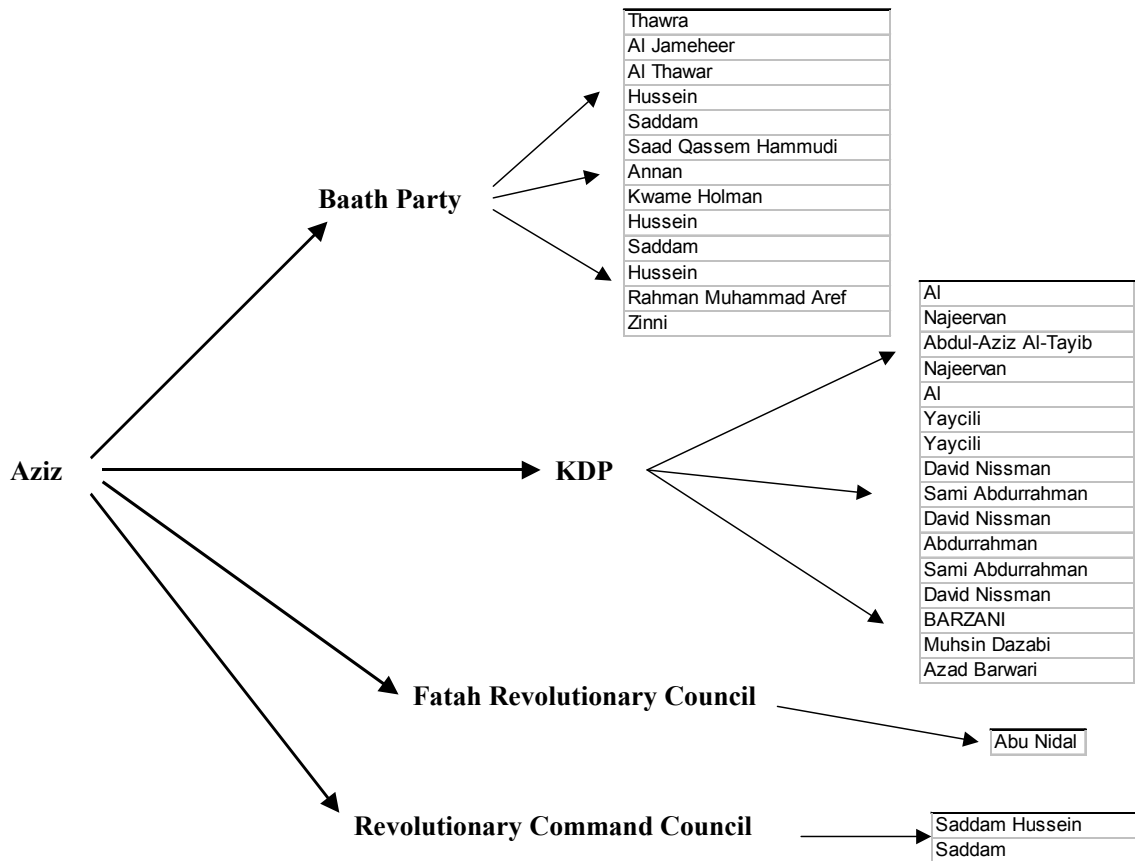 Thawra
Al Jameheer
Al Thawar
Hussein
Saddam
Saad Qassem Hammudi
Annan
Kwame Holman
Hussein
Saddam
Hussein
Rahman Muhammad Aref
Zinni
Baath Party
Al
Najeervan
Abdul-Aziz Al-Tayib
Najeervan
Al
Yaycili
Yaycili
David Nissman
Sami Abdurrahman
David Nissman
Abdurrahman
Sami Abdurrahman
David Nissman
BARZANI
Muhsin Dazabi
Azad Barwari
Aziz
KDP
Fatah Revolutionary Council
Abu Nidal
Revolutionary Command Council
Saddam Hussein
Saddam